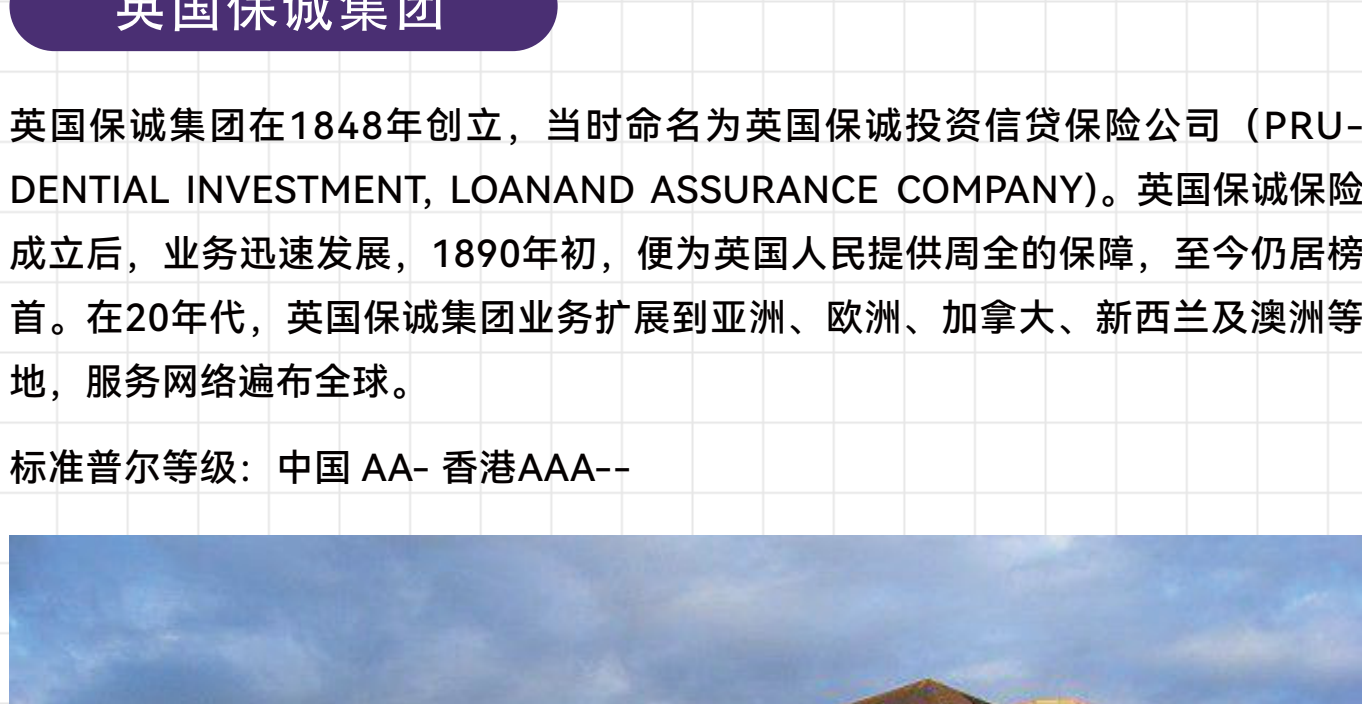 英国保诚集团
英国保诚集团在1848年创立，当时命名为英国保诚投资信贷保险公司（PRU-
DENTIAL INVESTMENT, LOANAND ASSURANCE COMPANY)。英国保诚保险
成立后，业务迅速发展，1890年初，便为英国人民提供周全的保障，至今仍居榜
首。在20年代，英国保诚集团业务扩展到亚洲、欧洲、加拿大、新西兰及澳洲等
地，服务网络遍布全球。
标准普尔等级：中国 AA- 香港AAA--